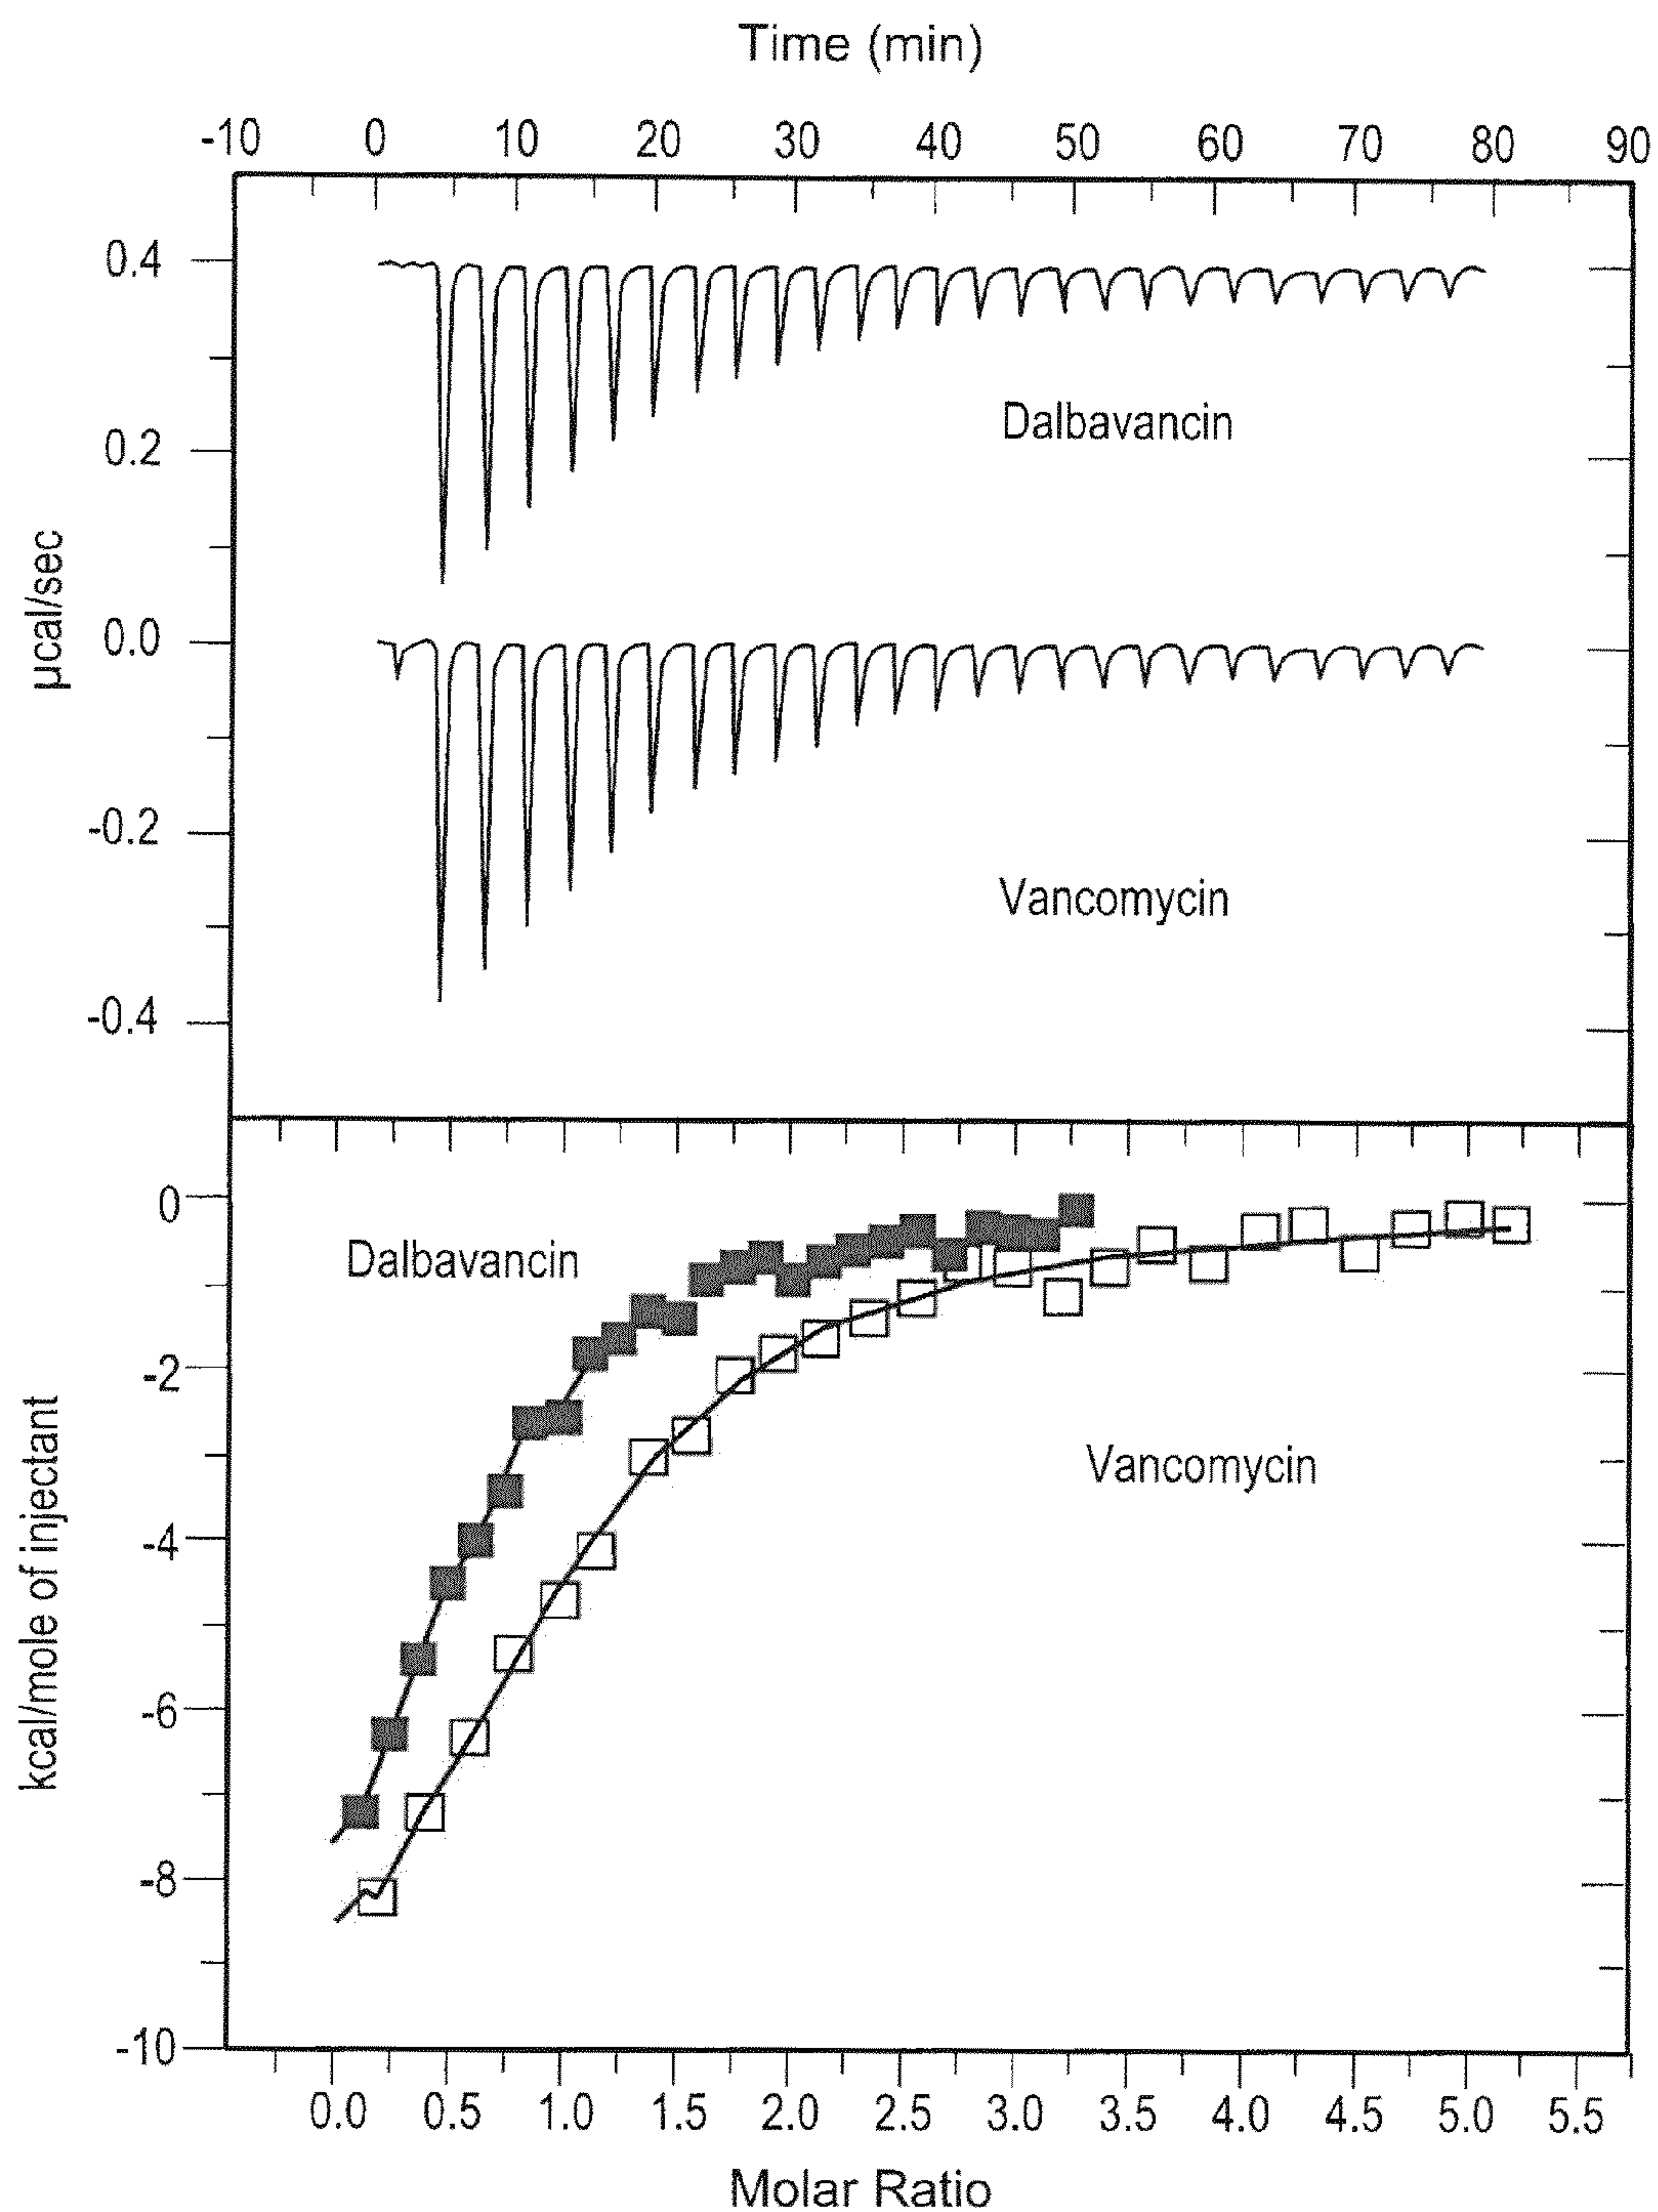 Time (min)
-10 0 10 20 30 40 50 60 70 80 90
0.4
Dalbavancin
0.2
µcal/sec
0.0
-0.2
Vancomycin
-0.4
0
Dalbavancin
-2
Vancomycin
kcal/mole of injectant
-4
-6
-8
-10
0.0 0.5 1.0 1.5 2.0 2.5 3.0 3.5 4.0 4.5 5.0 5.5
Molar Ratio